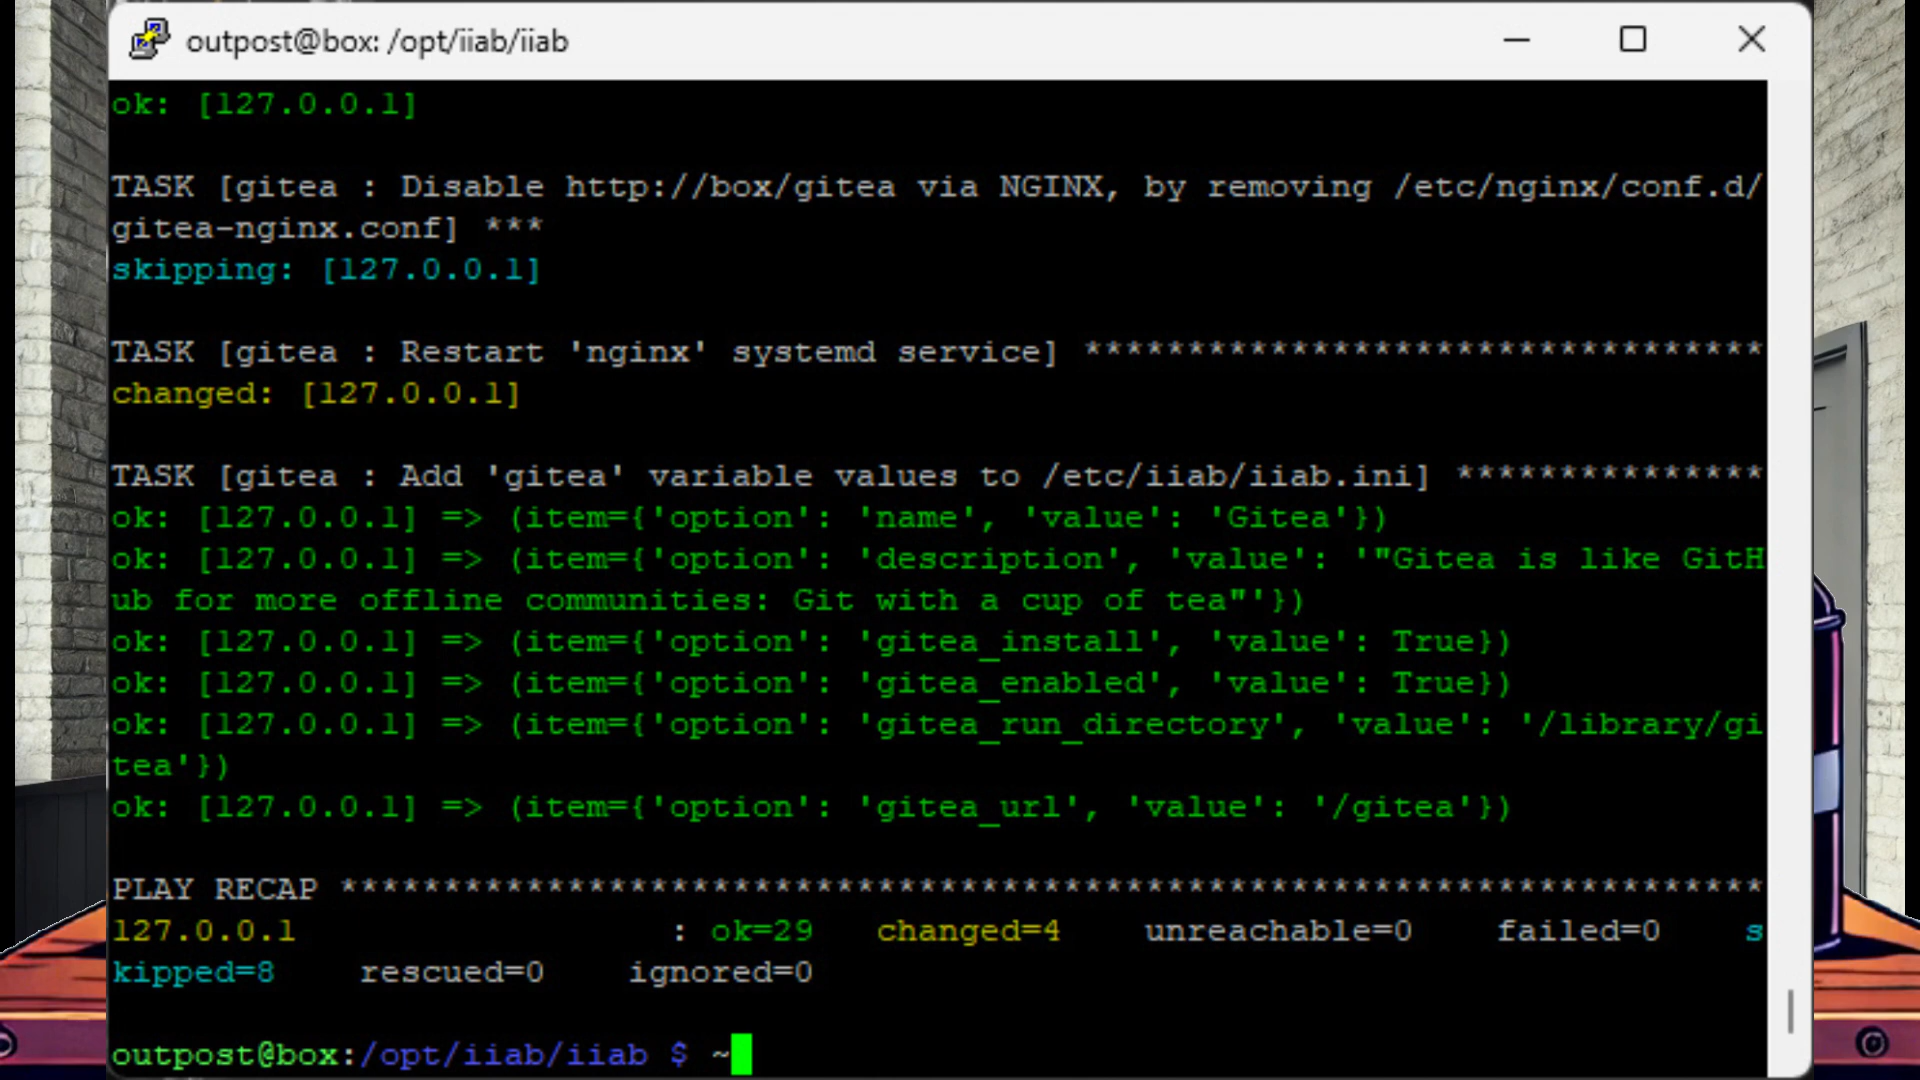 outpost@box: /opt/iiab/iiab
ok: [127.0.0.1]
TASK [gitea : Disable http://box/gitea via NGINX, by removing /etc/nginx/conf.d/
gitea-nginx.conf] ***
skipping: [127.0.0.1]
TASK [gitea : Restart 'nginx' systemd service] *********************************
changed: [127.0.0.1]
TASK [gitea : Add 'gitea' variable values to /etc/iiab/iiab.ini] ***************
ok: [127.0.0.1] => (item={'option': 'name', 'value': 'Gitea'})
ok: [127.0.0.1] => (item={'option': 'description', 'value': '"Gitea is like GitH
ub for more offline communities: Git with a cup of tea"'})
ok: [127.0.0.1] => (item={'option': 'gitea_install', 'value': True})
ok: [127.0.0.1] => (item={'option': 'gitea_enabled', 'value': True})
ok: [127.0.0.1] => (item={'option': 'gitea_run_directory', 'value': '/library/gi
tea'})
ok: [127.0.0.1] => (item={'option': 'gitea_url', 'value': '/gitea'})
PLAY RECAP *********************************************************************
127.0.0.1 : ok=29 changed=4 unreachable=0 failed=0 s
kipped=8 rescued=0 ignored=0
outpost@box:/opt/iiab/iiab $ ~